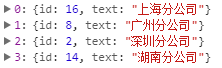 ▶ 0: {id: 16, text: "上海分公司"}
▶ 1: {id: 8, text: "广州分公司"}
▶ 2: {id: 2, text: "深圳分公司"}
▶ 3: {id: 14, text: "湖南分公司"}